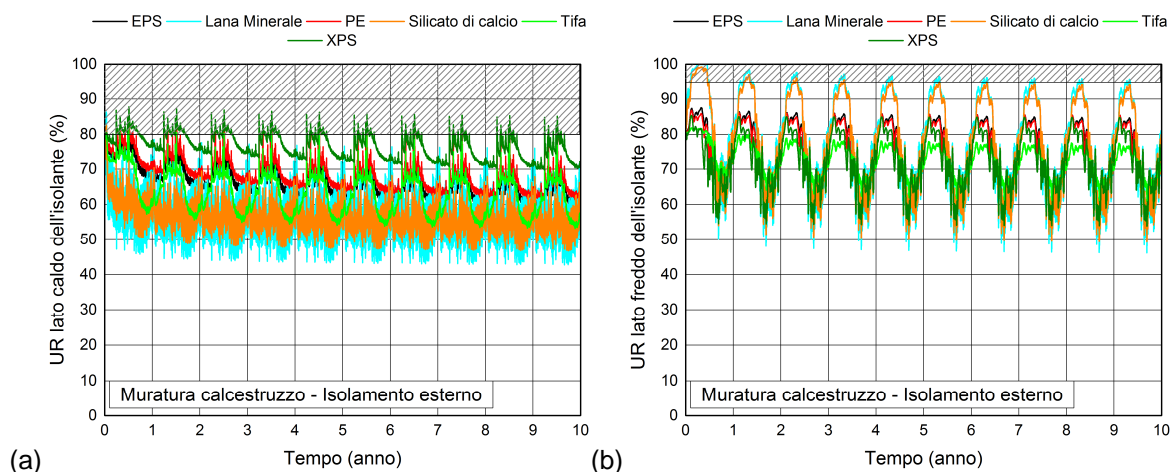 EPS Lana Minerale PE Silicato di calcio Tifa
XPS
UR lato caldo dell'isolante (%)
100
90
80
70
60
50
40
30
20
10
0
Muratura calcestruzzo - Isolamento esterno
0 1 2 3 4 5 6 7 8 9 10
Tempo (anno)
(a)
EPS Lana Minerale PE Silicato di calcio Tifa
XPS
UR lato freddo dell'isolante (%)
100
90
80
70
60
50
40
30
20
10
0
Muratura calcestruzzo - Isolamento esterno
0 1 2 3 4 5 6 7 8 9 10
Tempo (anno)
(b)